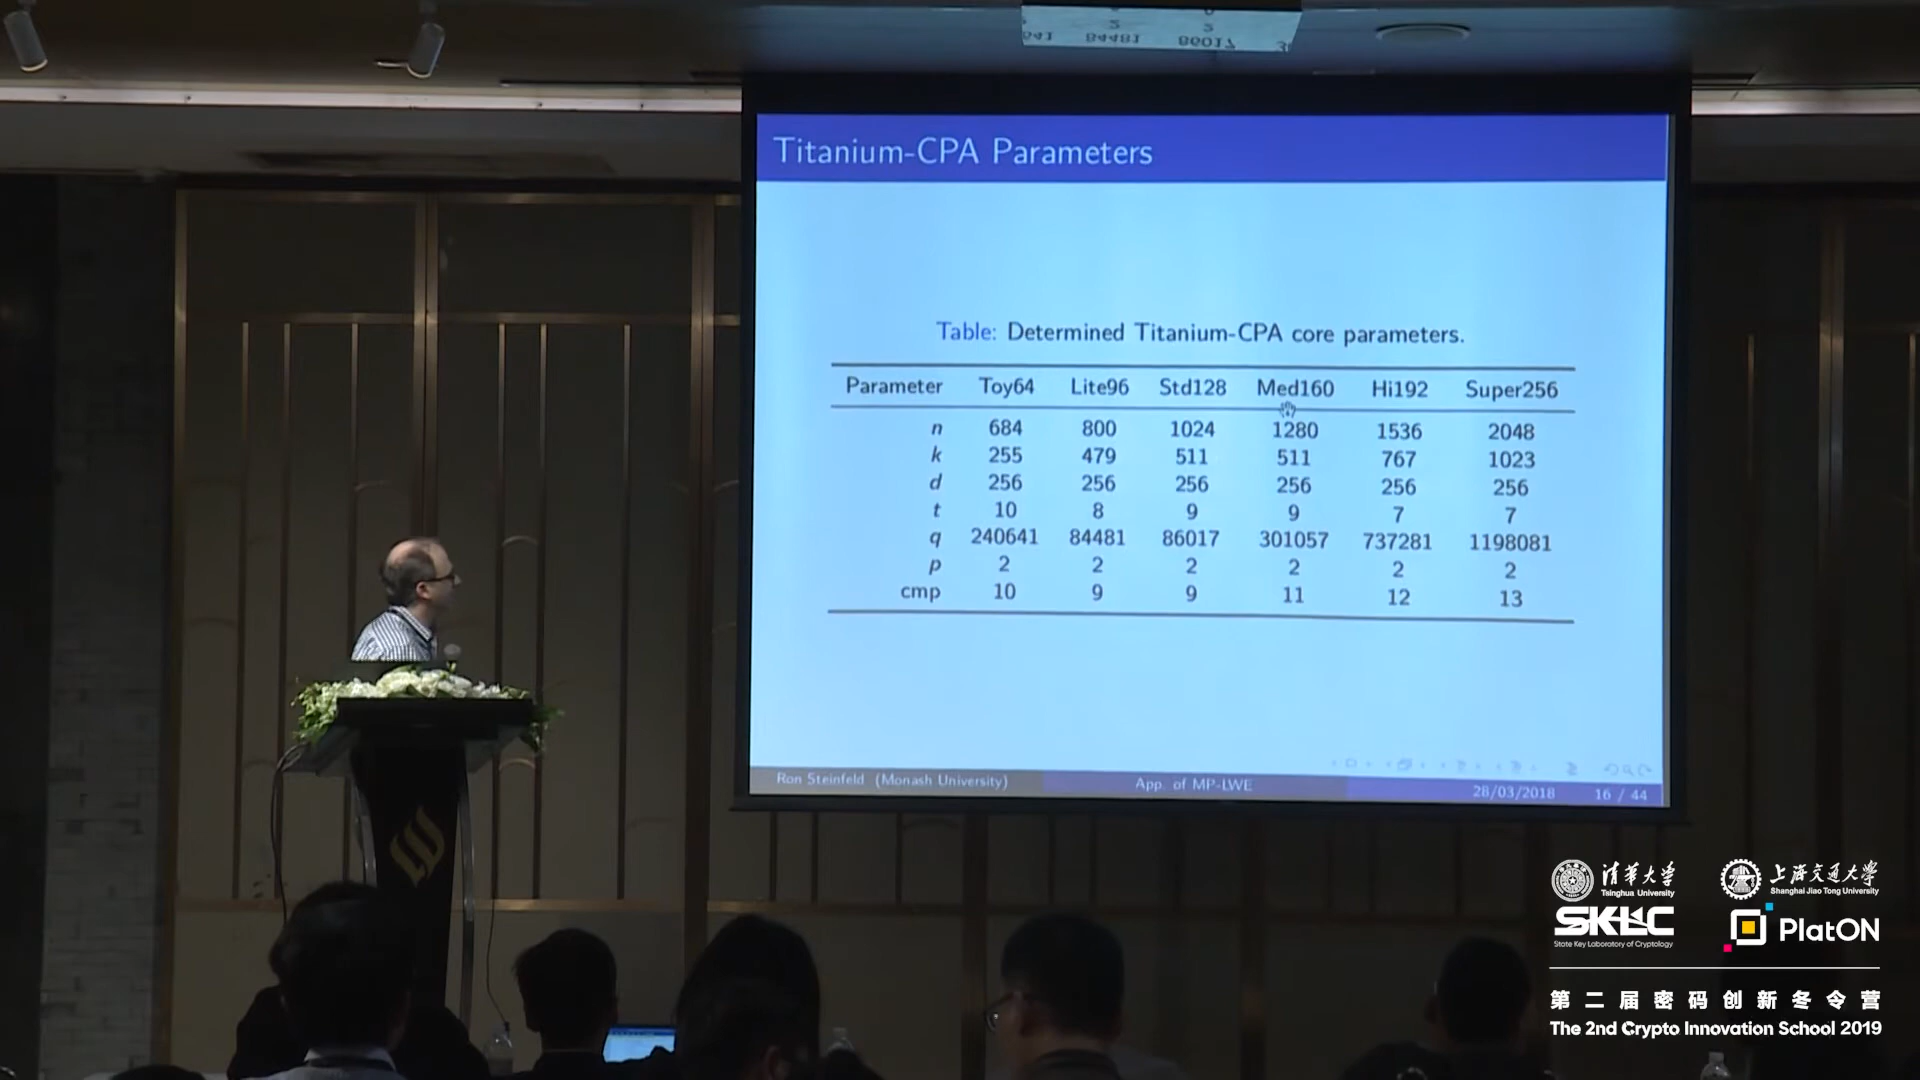 Titanium-CPA Parameters
Table: Determined Titanium-CPA core parameters.
Parameter Toy64 Lite96 Std128 Med160 Hi192 Super256
n 684 800 1024 1280 1536 2048
k 255 479 511 511 767 1023
d 256 256 256 256 256 256
t 10 8 9 9 7 7
q 240641 84481 86017 301057 737281 1198081
p 2 2 2 2 2 2
cmp 10 9 9 11 12 13
Ron Steinfeld (Monash University) App. of MP-LWE 28/03/2018 16 / 44
清华大学 上海交通大学
Tsinghua University Shanghai Jiao Tong University
SKLC PlatON
State Key Laboratory of Cryptology
第二届密码创新冬令营
The 2nd Crypto Innovation School 2019